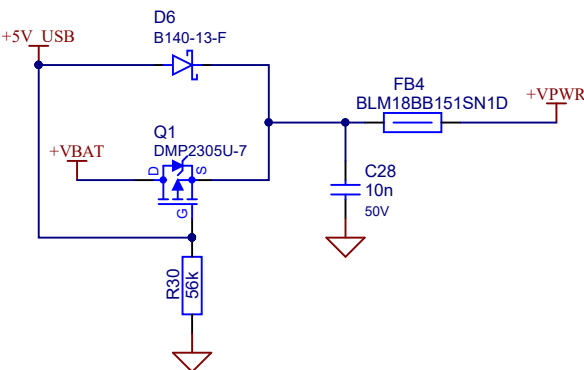 D6
+5V_USB
B140-13-F
FB4
BLM18BB151SN1D
+VPWR
Q1
DMP2305U-7
+VBAT
D
S
G
C28
10n
50V
R30
56k